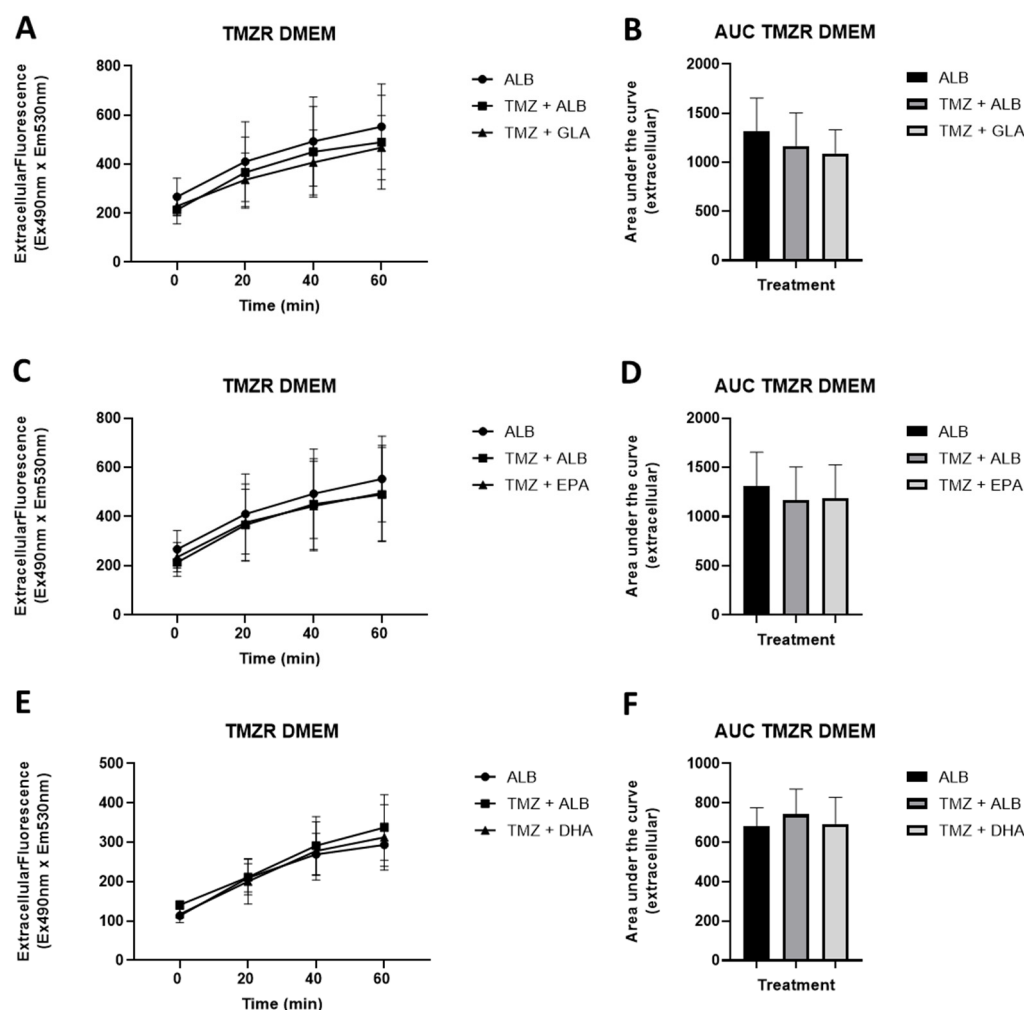 A
TMZR DMEM
ExtracellularFluorescence
(Ex490nm x Em530nm)
800
600
400
200
0
0 20 40 60
Time (min)
ALB
TMZ + ALB
TMZ + GLA
B
AUC TMZR DMEM
Area under the curve
(extracellular)
2000
1500
1000
500
0
Treatment
ALB
TMZ + ALB
TMZ + GLA
C
TMZR DMEM
ExtracellularFluorescence
(Ex490nm x Em530nm)
800
600
400
200
0
0 20 40 60
Time (min)
ALB
TMZ + ALB
TMZ + EPA
D
AUC TMZR DMEM
Area under the curve
(extracellular)
2000
1500
1000
500
0
Treatment
ALB
TMZ + ALB
TMZ + EPA
E
TMZR DMEM
ExtracellularFluorescence
(Ex490nm x Em530nm)
500
400
300
200
100
0
0 20 40 60
Time (min)
ALB
TMZ + ALB
TMZ + DHA
F
AUC TMZR DMEM
Area under the curve
(extracellular)
1000
800
600
400
200
0
Treatment
ALB
TMZ + ALB
TMZ + DHA